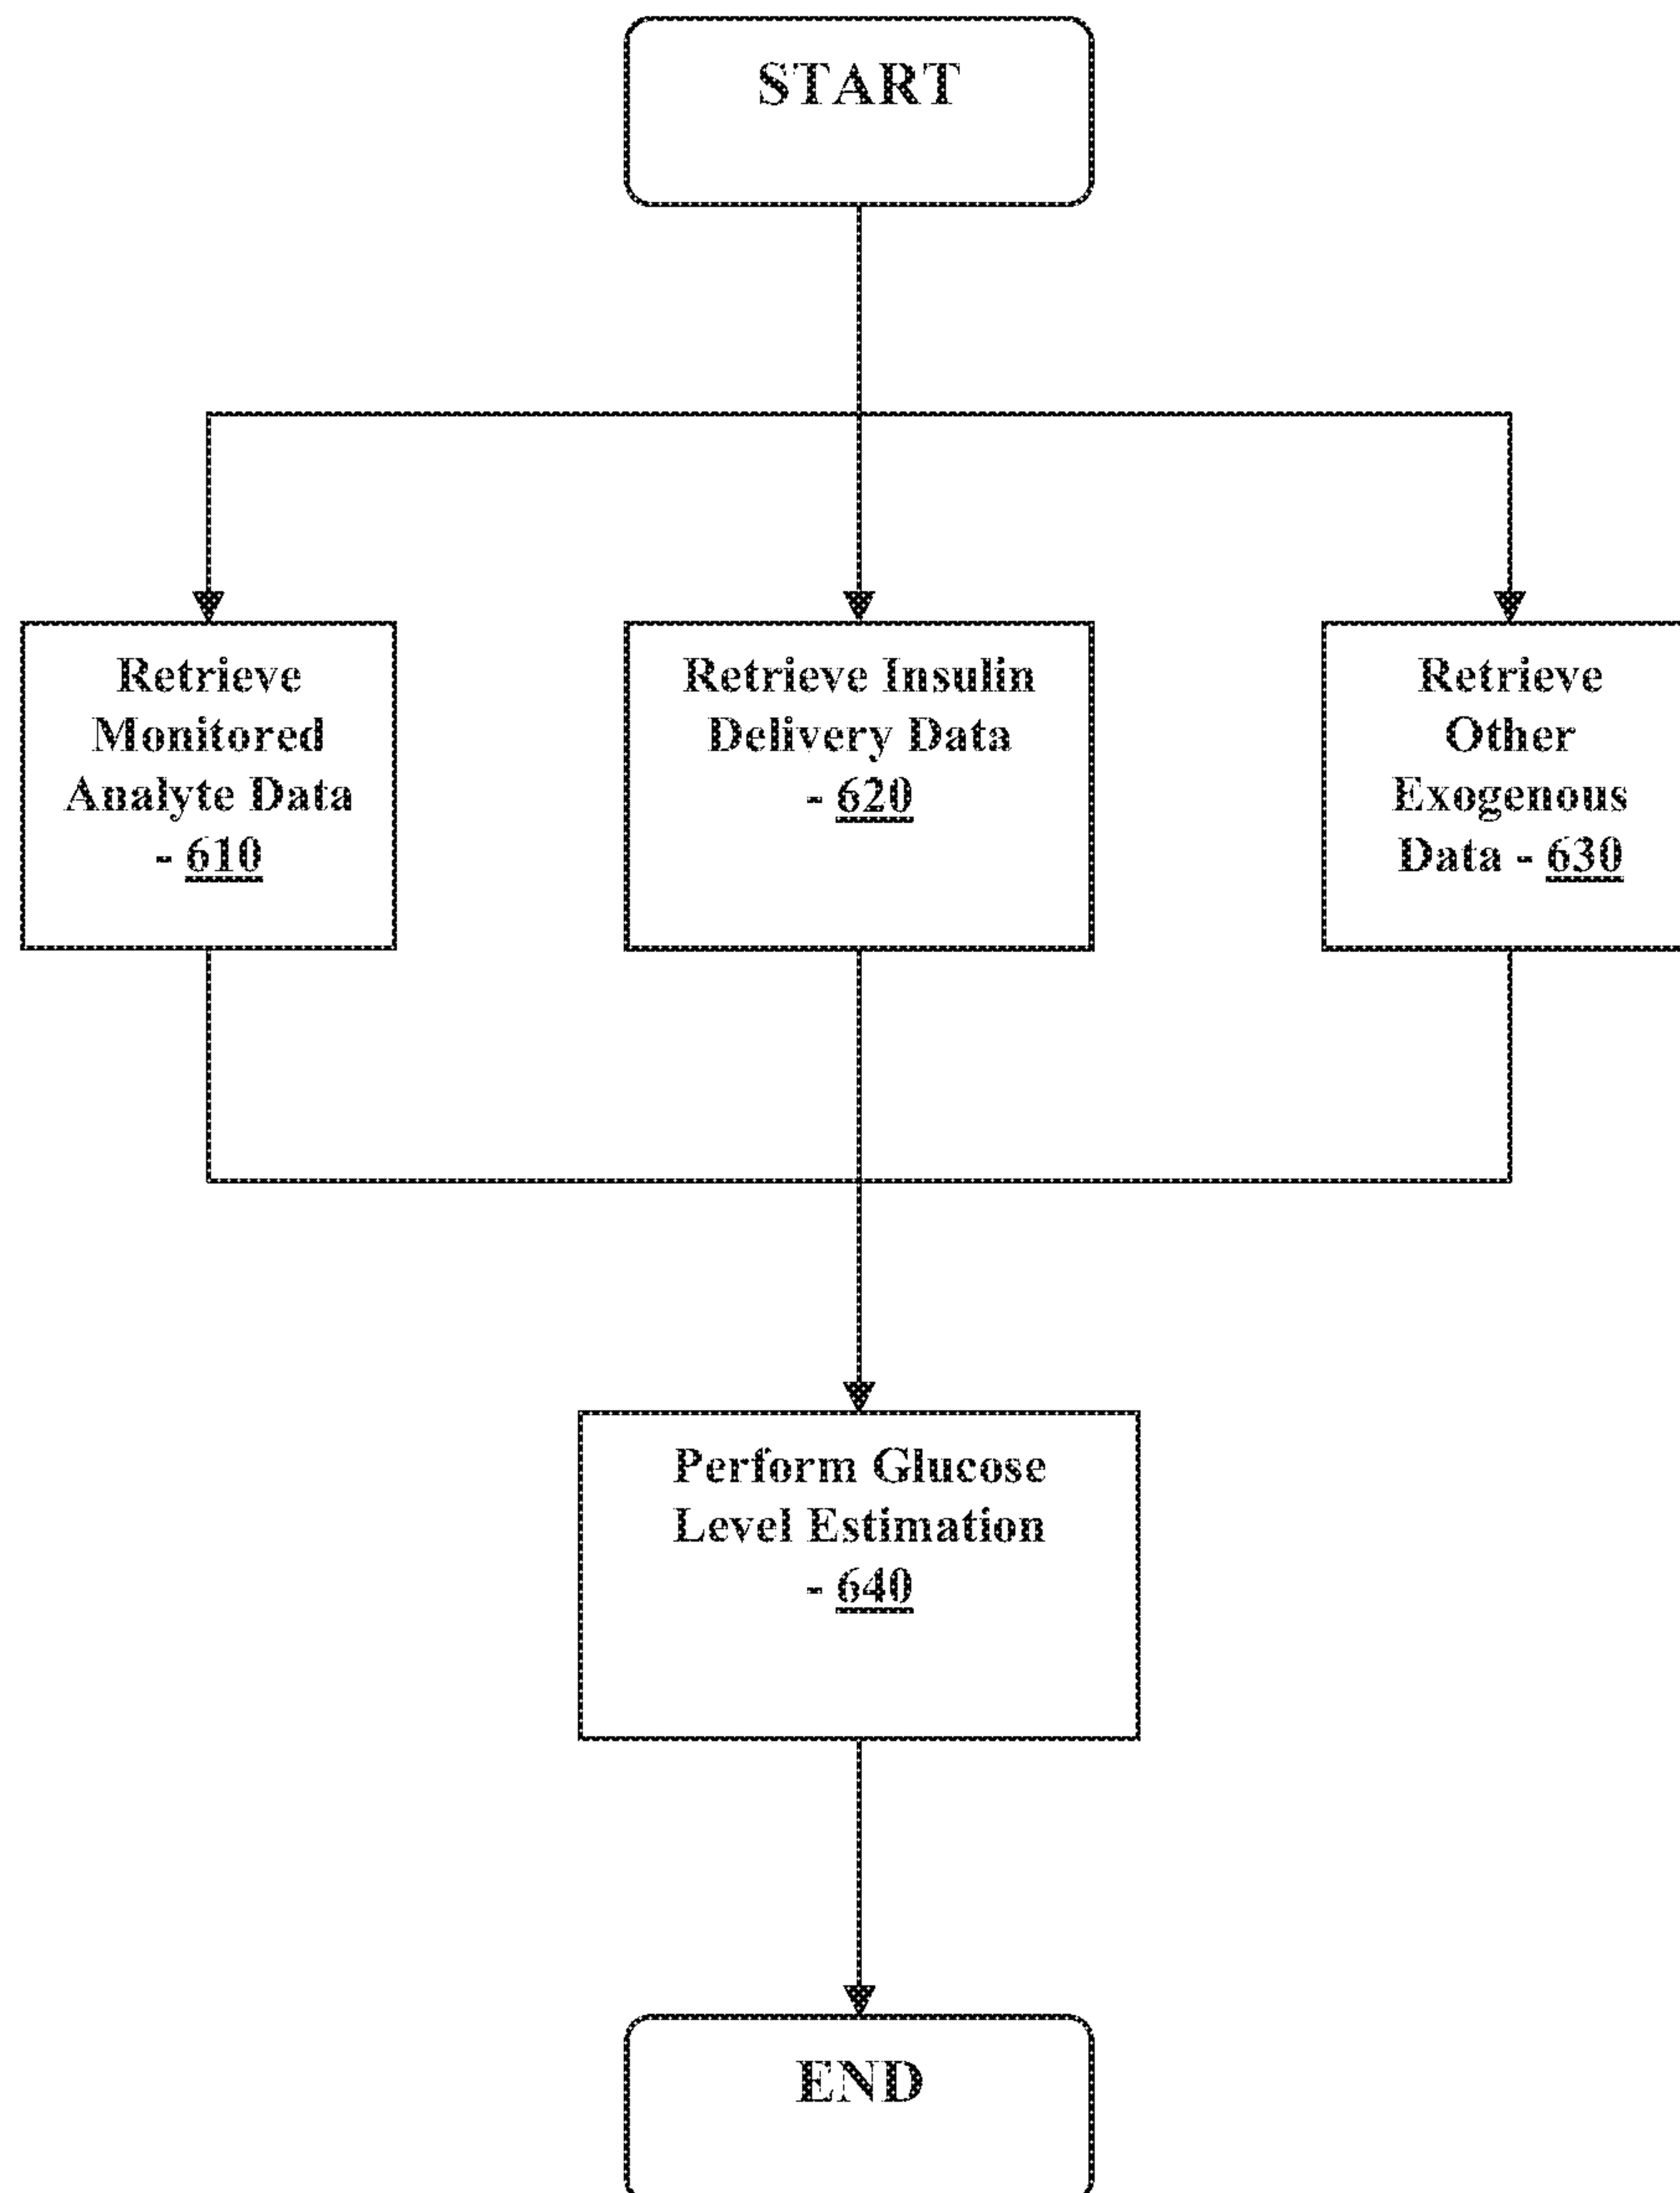 START
Retrieve
Monitored
Analyte Data
- 610
Retrieve Insulin
Delivery Data
- 620
Retrieve
Other
Exogenous
Data - 630
Perform Glucose
Level Estimation
- 640
END